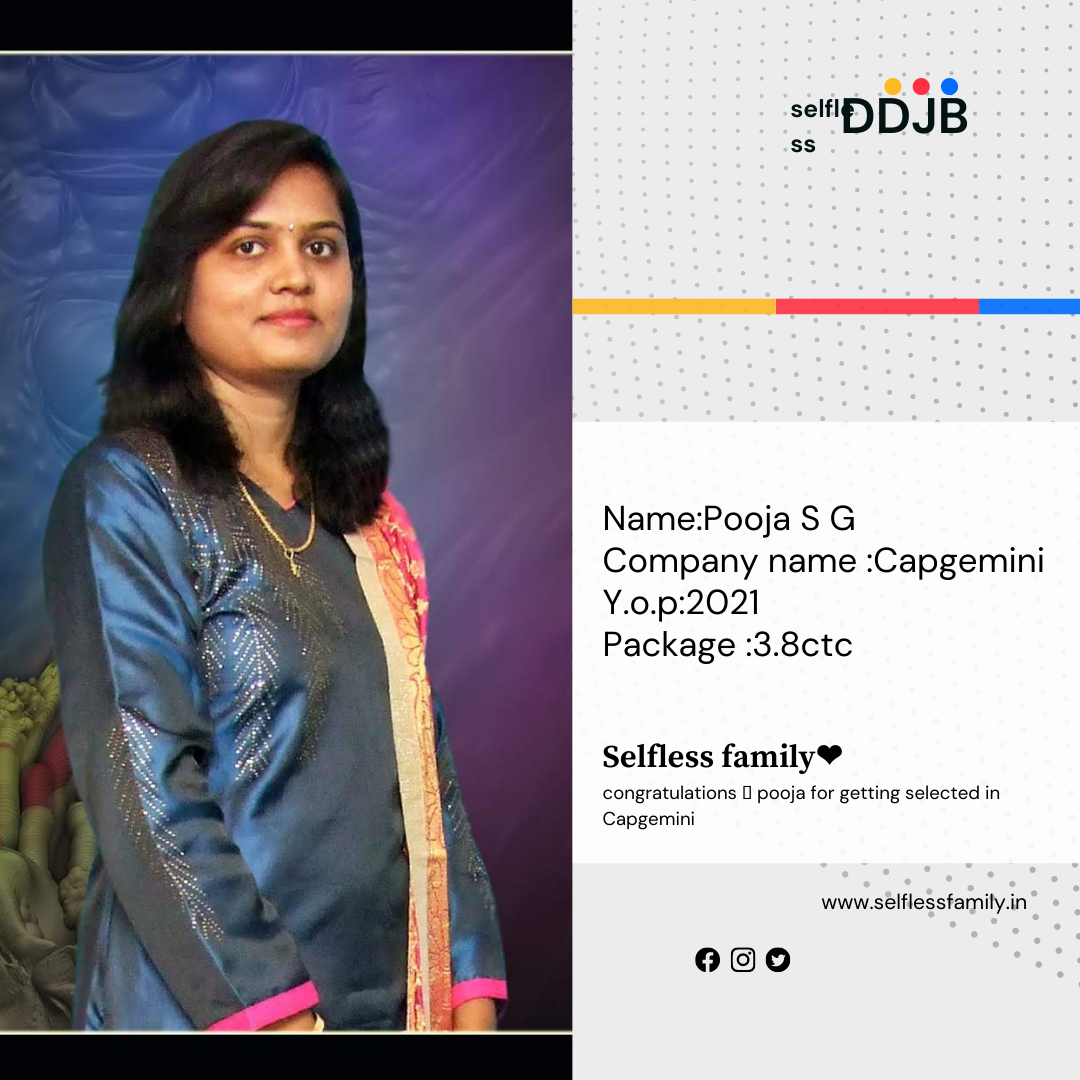 selfle
ss
DDJB
Name:Pooja S G
Company name :Capgemini
Y.o.p:2021
Package :3.8ctc
Selfless family❤
congratulations ▯ pooja for getting selected in
Capgemini
www.selflessfamily.in